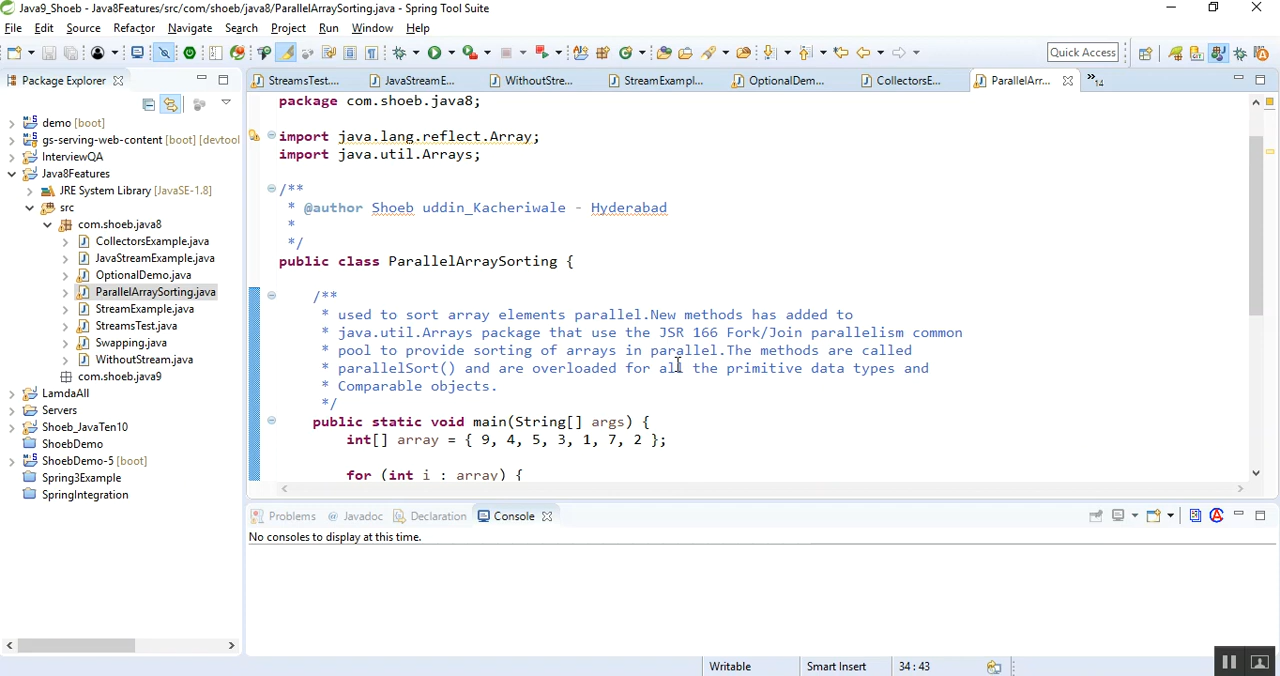 Java9_Shoeb - Java8Features/src/com/shoeb/java8/ParallelArraySorting.java - Spring Tool Suite
File Edit Source Refactor Navigate Search Project Run Window Help
Quick Access
Package Explorer
StreamsTest... JavaStreamE... WithoutStre... StreamExampl... OptionalDem... CollectorsE... ParallelArr... »14
demo [boot]
gs-serving-web-content [boot] [devtool
InterviewQA
Java8Features
JRE System Library [JavaSE-1.8]
src
com.shoeb.java8
CollectorsExample.java
JavaStreamExample.java
OptionalDemo.java
ParallelArraySorting.java
StreamExample.java
StreamsTest.java
Swapping.java
WithoutStream.java
com.shoeb.java9
LamdaAll
Servers
Shoeb_JavaTen10
ShoebDemo
ShoebDemo-5 [boot]
Spring3Example
SpringIntegration
package com.shoeb.java8;
import java.lang.reflect.Array;
import java.util.Arrays;
/**
* @author Shoeb uddin_Kacheriwale - Hyderabad
*
*/
public class ParallelArraySorting {
/**
* used to sort array elements parallel.New methods has added to
* java.util.Arrays package that use the JSR 166 Fork/Join parallelism common
* pool to provide sorting of arrays in parallel.The methods are called
* parallelSort() and are overloaded for all the primitive data types and
* Comparable objects.
*/
public static void main(String[] args) {
int[] array = { 9, 4, 5, 3, 1, 7, 2 };
for (int i : array) {
Problems @ Javadoc Declaration Console
No consoles to display at this time.
Writable Smart Insert 34 : 43